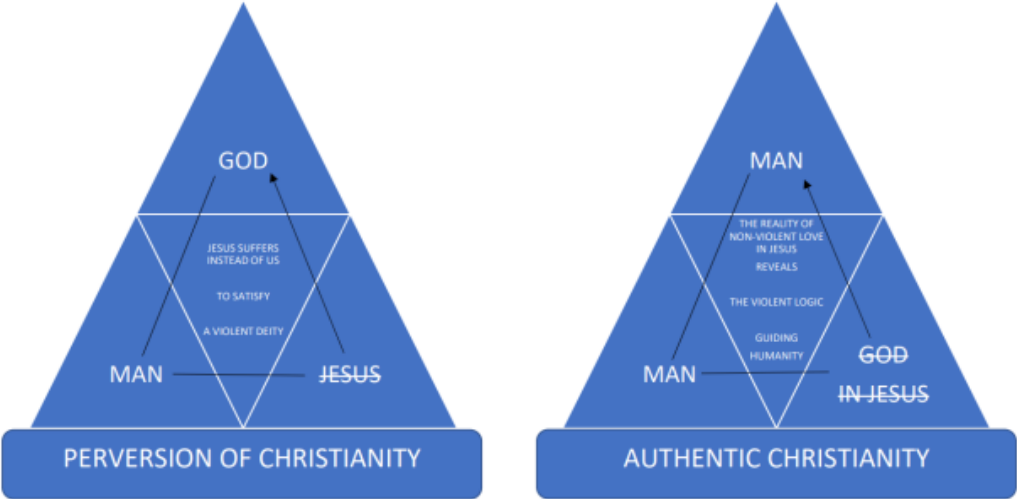 GOD
JESUS SUFFERS
INSTEAD OF US
TO SATISFY
A VIOLENT DEITY
MAN
JESUS
PERVERSION OF CHRISTIANITY
MAN
THE REALITY OF
NON-VIOLENT LOVE
IN JESUS
REVEALS
THE VIOLENT LOGIC
GUIDING
HUMANITY
MAN
GOD
IN JESUS
AUTHENTIC CHRISTIANITY